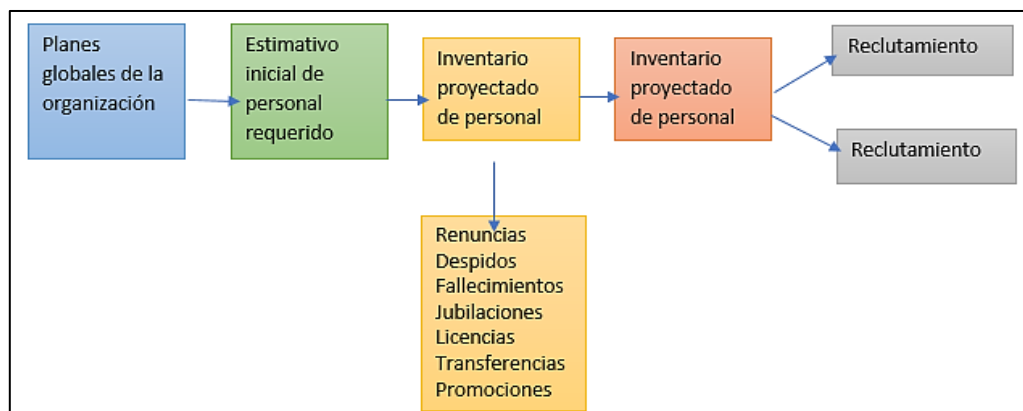 Planes
globales de la
organización
Estimativo
inicial de
personal
requerido
Inventario
proyectado
de personal
Inventario
proyectado
de personal
Reclutamiento
Reclutamiento
Renuncias
Despidos
Fallecimientos
Jubilaciones
Licencias
Transferencias
Promociones